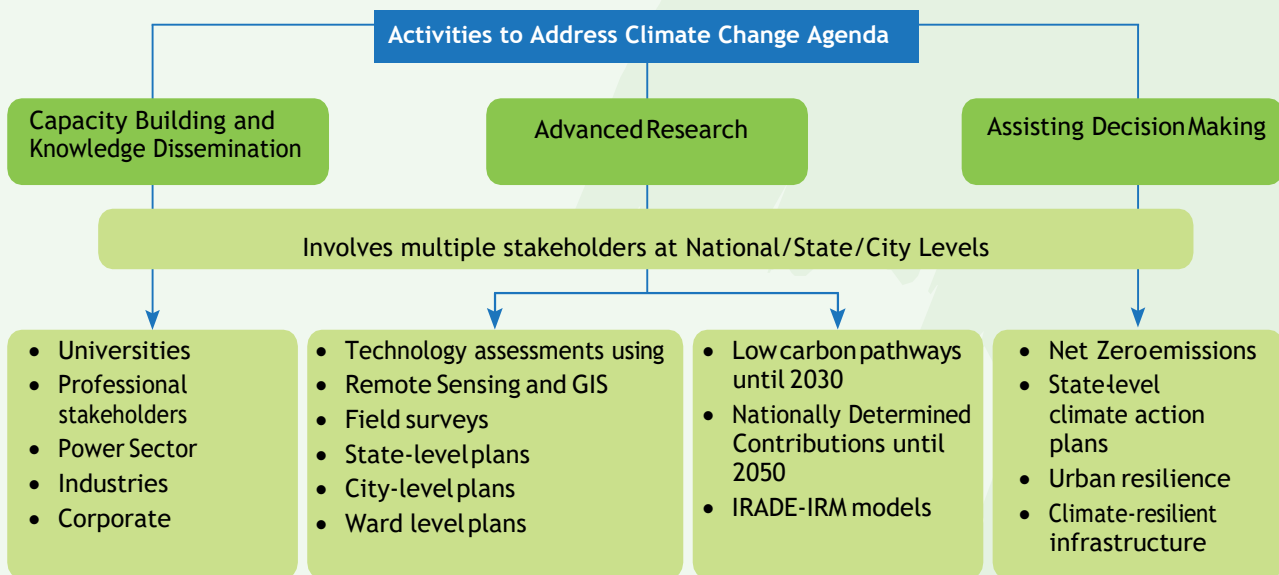 Activities to Address Climate Change Agenda
Capacity Building and
Knowledge Dissemination
Advanced Research
Assisting Decision Making
Involves multiple stakeholders at National/State/City Levels
• Universities
• Professional
stakeholders
• Power Sector
• Industries
• Corporate
• Technology assessments using
• Remote Sensing and GIS
• Field surveys
• State-level plans
• City-level plans
• Ward level plans
• Low carbon pathways
until 2030
• Nationally Determined
Contributions until
2050
• IRADE-IRM models
• Net Zero emissions
• State-level
climate action
plans
• Urban resilience
• Climate-resilient
infrastructure